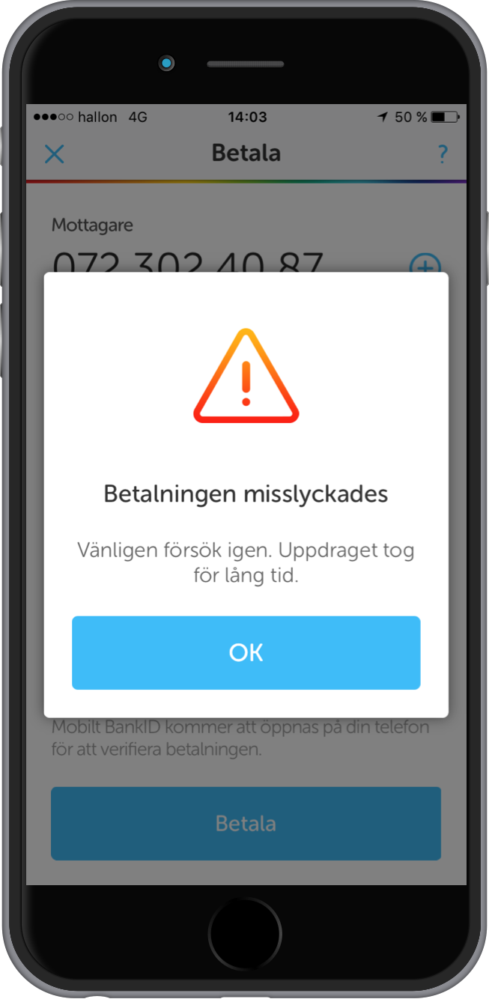 hallon 4G 14:03 50 %
Betala ?
Mottagare
072 302 40 87
Betalningen misslyckades
Vänligen försök igen. Uppdraget tog
för lång tid.
OK
Mobilt BankID kommer att öppnas på din telefon
för att verifiera betalningen.
Betala